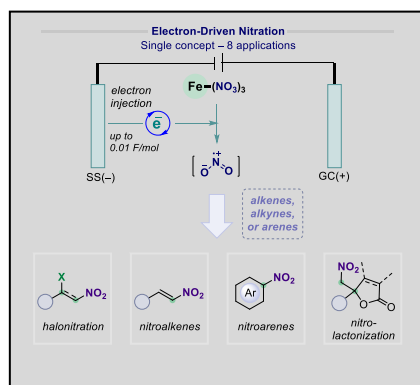 Electron-Driven Nitration
Single concept – 8 applications
Fe–(NO₃)₃
electron
injection
e̅
up to
0.01 F/mol
N
O O
SS(–)
GC(+)
alkenes,
alkynes,
or arenes
X
NO₂
halonitration
NO₂
nitroalkenes
NO₂
Ar
nitroarenes
NO₂
O O
nitro-
lactonization